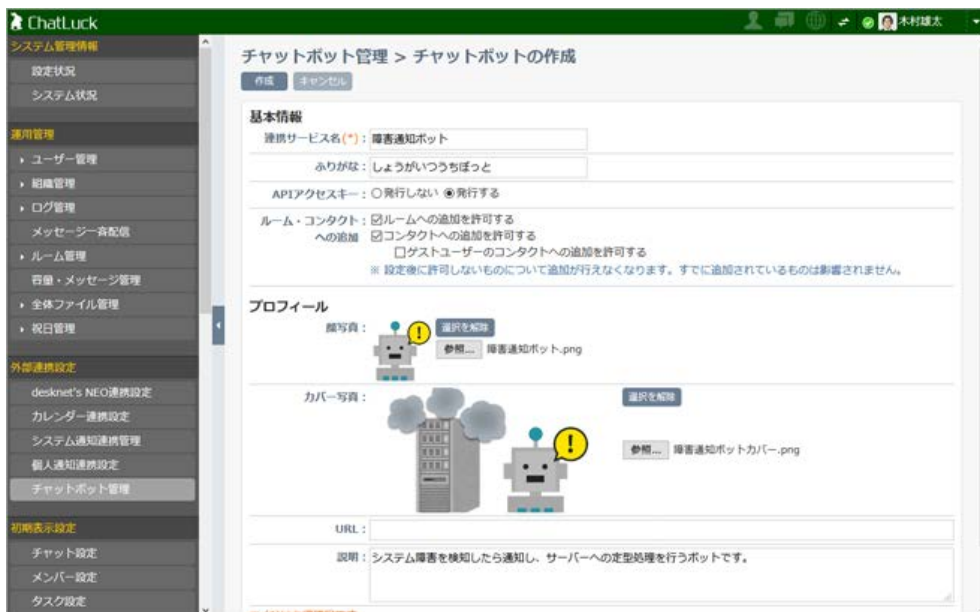 ChatLuck
木村雄太
システム管理情報
設定状況
システム状況
運用管理
ユーザー管理
組織管理
ログ管理
メッセージ一斉配信
ルーム管理
容量・メッセージ管理
全体ファイル管理
祝日管理
外部連携設定
desknet's NEO連携設定
カレンダー連携設定
システム通知連携管理
個人通知連携設定
チャットボット管理
初期表示設定
チャット設定
メンバー設定
タスク設定
チャットボット管理 > チャットボットの作成
作成 キャンセル
基本情報
連携サービス名(*) : 障害通知ボット
ふりがな : しょうがいつうちぼっと
APIアクセスキー : 発行しない 発行する
ルーム・コンタクト : ルームへの追加を許可する
への追加 コンタクトへの追加を許可する
ゲストユーザーのコンタクトへの追加を許可する
※ 設定後に許可しないものについて追加が行えなくなります。すでに追加されているものは影響されません。
プロフィール
顔写真 : 選択を解除
参照... 障害通知ボット.png
カバー写真 : 選択を解除
参照... 障害通知ボットカバー.png
URL :
説明 : システム障害を検知したら通知し、サーバーへの定型処理を行うボットです。